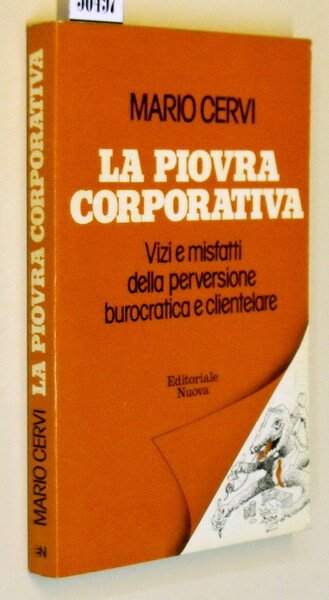 MARIO CERVI
LA PIOVRA
CORPORATIVA
Vizi e misfatti
della perversione
burocratica e clientelare
Editoriale
Nuova
MARIO CERVI LA PIOVRA CORPORATIVA
EN